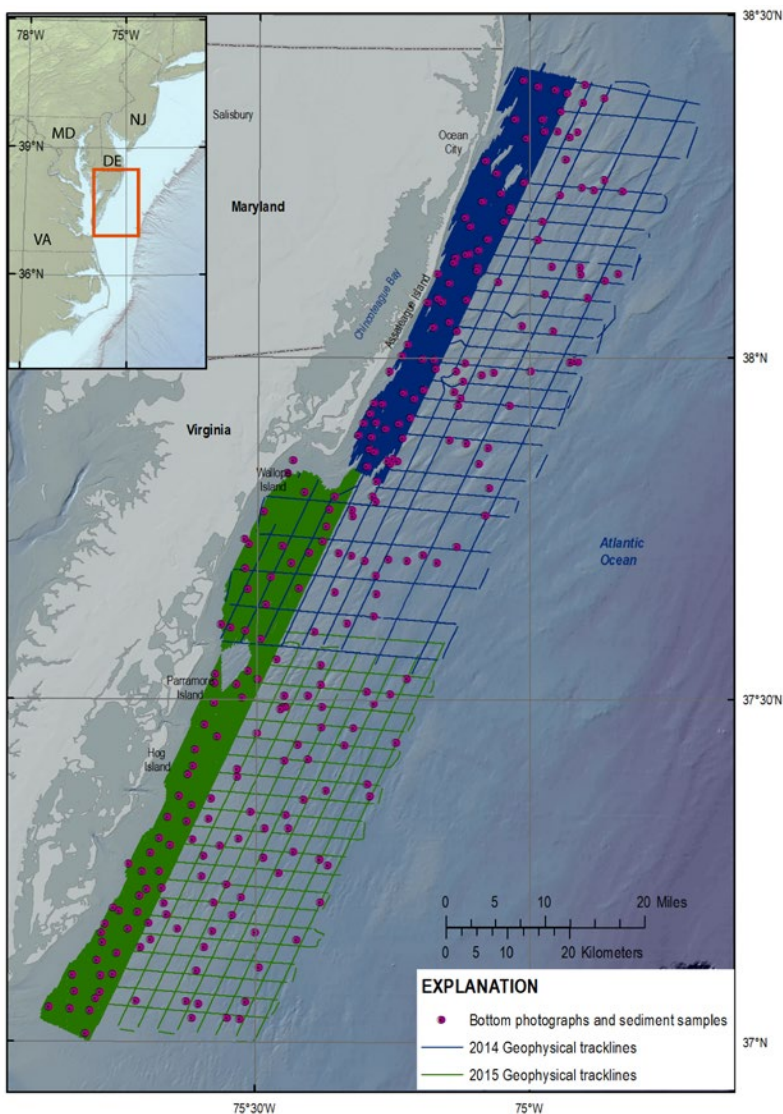 78°W
75°W
38°30'N
NJ
MD
39°N
DE
VA
36°N
Salisbury
Ocean
City
Maryland
Chincoteague Bay
Assateague Island
38°N
Virginia
Wallops
Island
Atlantic
Ocean
Parramore
Island
37°30'N
Hog
Island
0 10 20 Miles
0 5 10 20 Kilometers
EXPLANATION
Bottom photographs and sediment samples
2014 Geophysical tracklines
2015 Geophysical tracklines
37°N
75°30'W
75°W